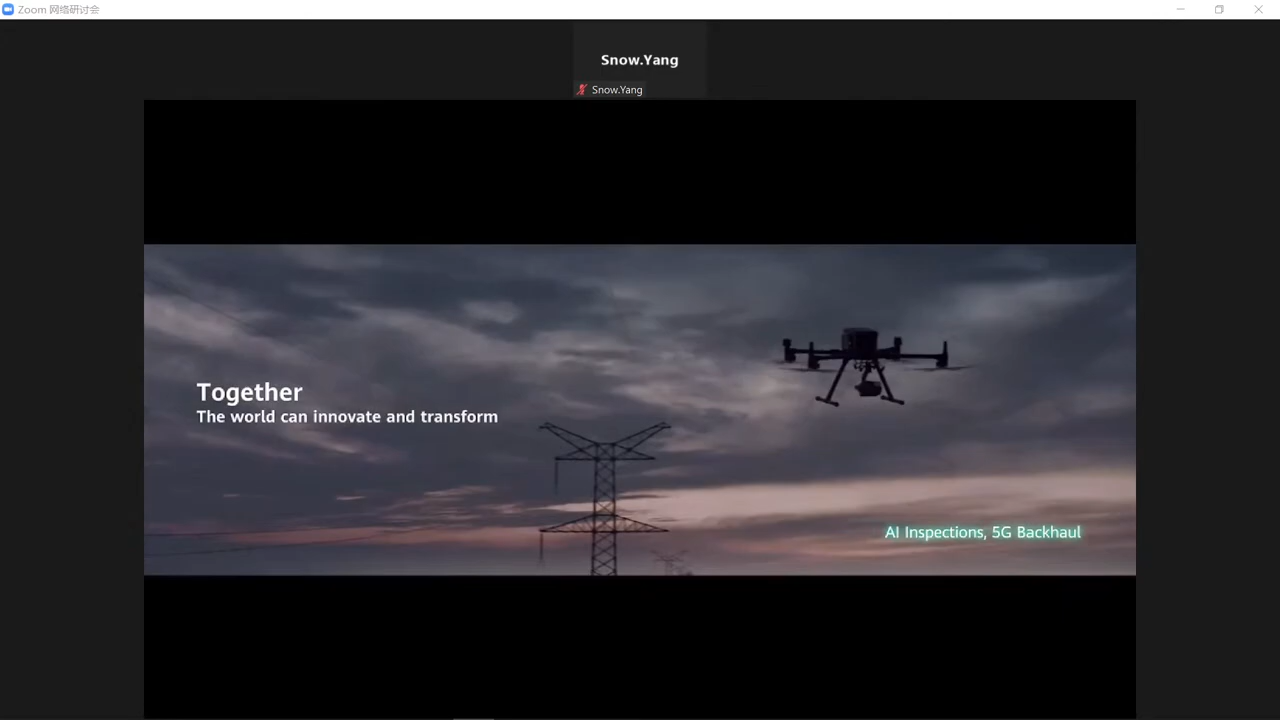 Zoom 网络研讨会
Snow.Yang
Snow.Yang
Together
The world can innovate and transform
AI Inspections, 5G Backhaul